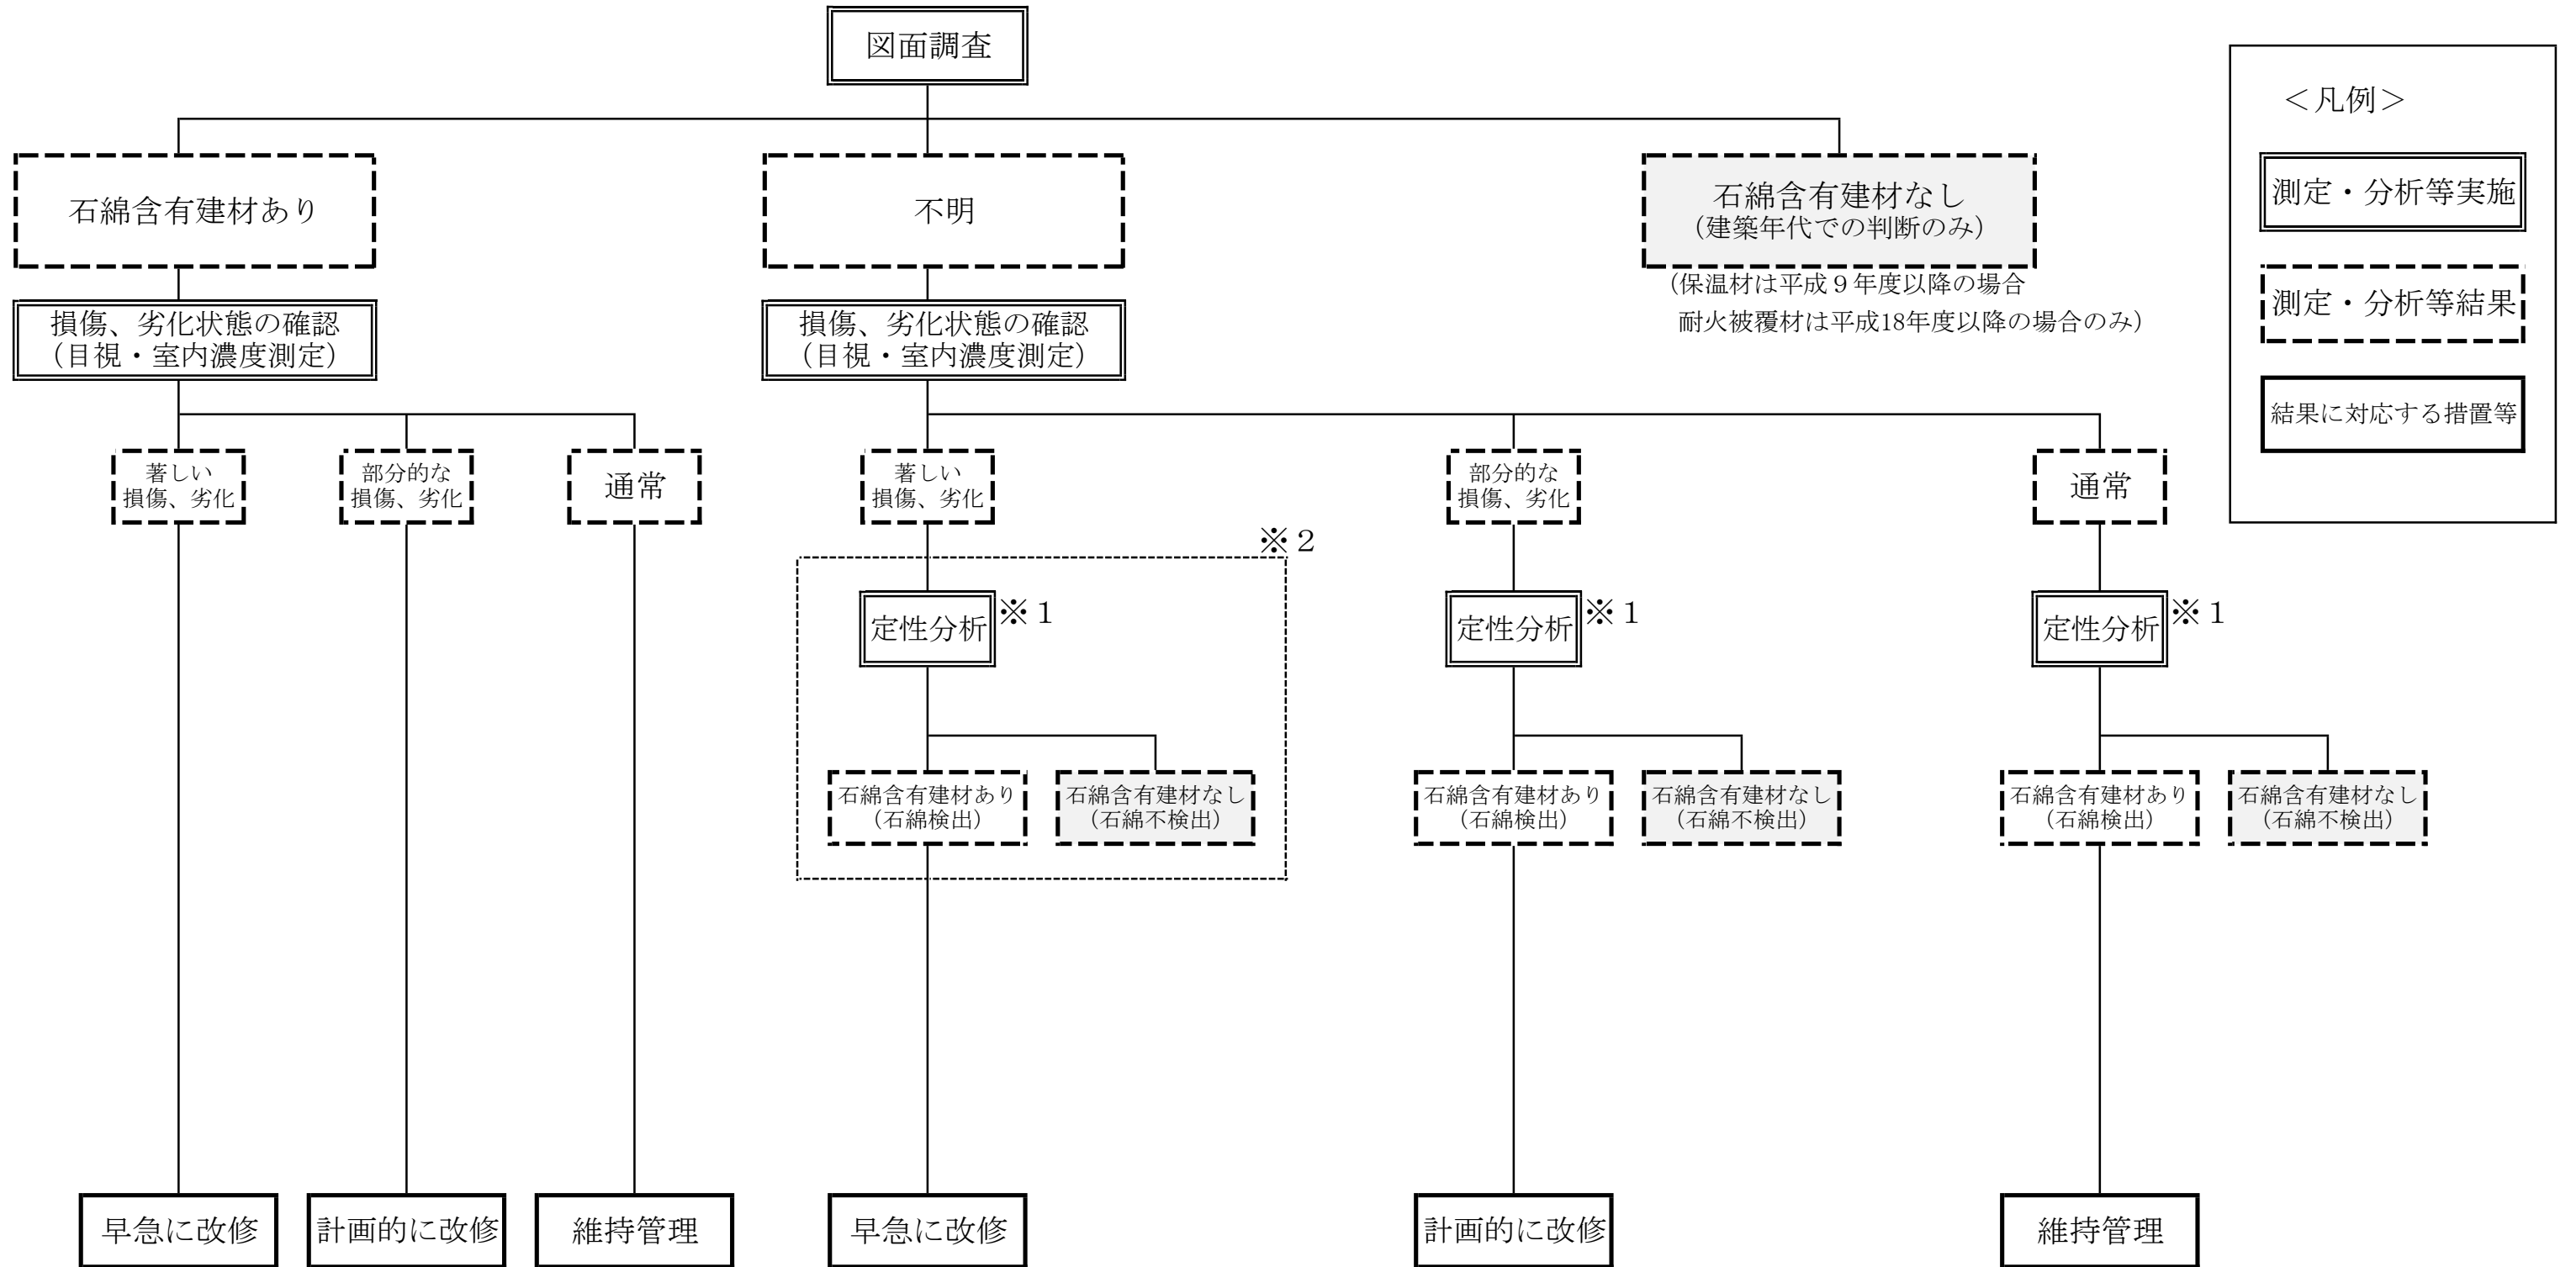 図面調査
石綿含有建材あり
不明
石綿含有建材なし
（建築年代での判断のみ）
（保温材は平成９年度以降の場合
耐火被覆材は平成18年度以降の場合のみ）
損傷、劣化状態の確認
（目視・室内濃度測定）
損傷、劣化状態の確認
（目視・室内濃度測定）
著しい
損傷、劣化
部分的な
損傷、劣化
通常
著しい
損傷、劣化
部分的な
損傷、劣化
通常
※２
定性分析
※１
定性分析
※１
定性分析
※１
石綿含有建材あり
（石綿検出）
石綿含有建材なし
（石綿不検出）
石綿含有建材あり
（石綿検出）
石綿含有建材なし
（石綿不検出）
石綿含有建材あり
（石綿検出）
石綿含有建材なし
（石綿不検出）
早急に改修
計画的に改修
維持管理
早急に改修
計画的に改修
維持管理
＜凡例＞
測定・分析等実施
測定・分析等結果
結果に対応する措置等